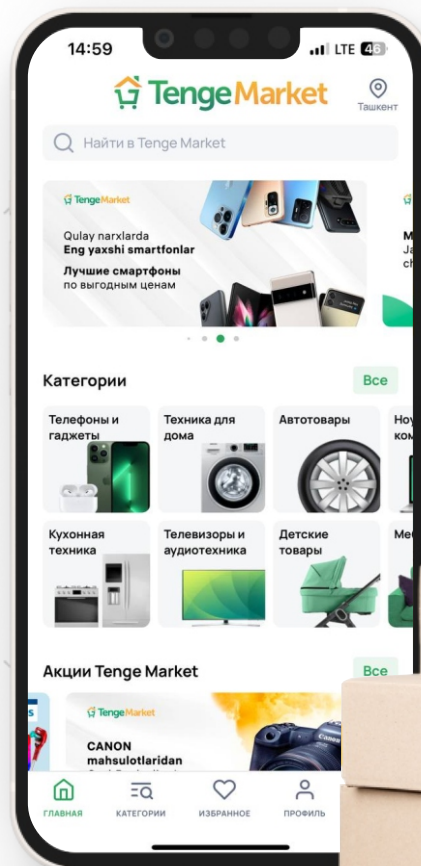 14:59
LTE 46
TengeMarket
Ташкент
Найти в Tenge Market
TengeMarket
Qulay narxlarda
Eng yaxshi smartfonlar
Лучшие смартфоны
по выгодным ценам
Категории
Все
Телефоны и
гаджеты
Техника для
дома
Автотовары
Кухонная
техника
Телевизоры и
аудиотехника
Детские
товары
Акции Tenge Market
Все
TengeMarket
CANON
mahsulotlaridan
Canon
ГЛАВНАЯ
КАТЕГОРИИ
ИЗБРАННОЕ
ПРОФИЛЬ